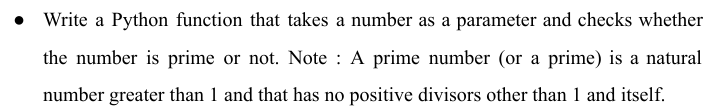 ● Write a Python function that takes a number as a parameter and checks whether
the number is prime or not. Note : A prime number (or a prime) is a natural
number greater than 1 and that has no positive divisors other than 1 and itself.